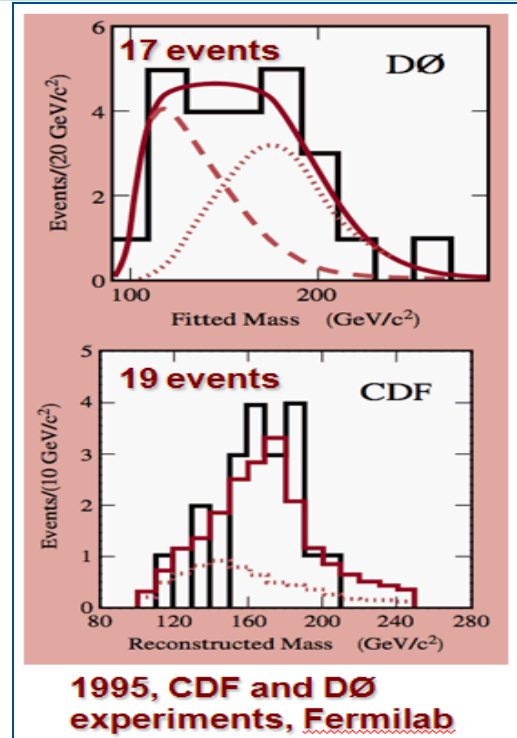 17 events
DØ
Events/(20 GeV/c²)
6
4
2
0
100
200
Fitted Mass (GeV/c²)
19 events
CDF
Events/(10 GeV/c²)
5
4
3
2
1
0
80
120
160
200
240
280
Reconstructed Mass (GeV/c²)
1995, CDF and DØ
experiments, Fermilab